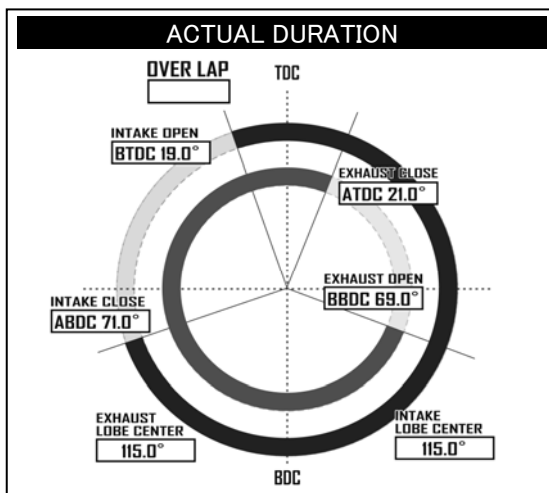 ACTUAL DURATION
OVER LAP
TDC
INTAKE OPEN
BTDC 19.0°
EXHAUST CLOSE
ATDC 21.0°
EXHAUST OPEN
BBDC 69.0°
INTAKE CLOSE
ABDC 71.0°
EXHAUST
LOBE CENTER
115.0°
INTAKE
LOBE CENTER
115.0°
BDC